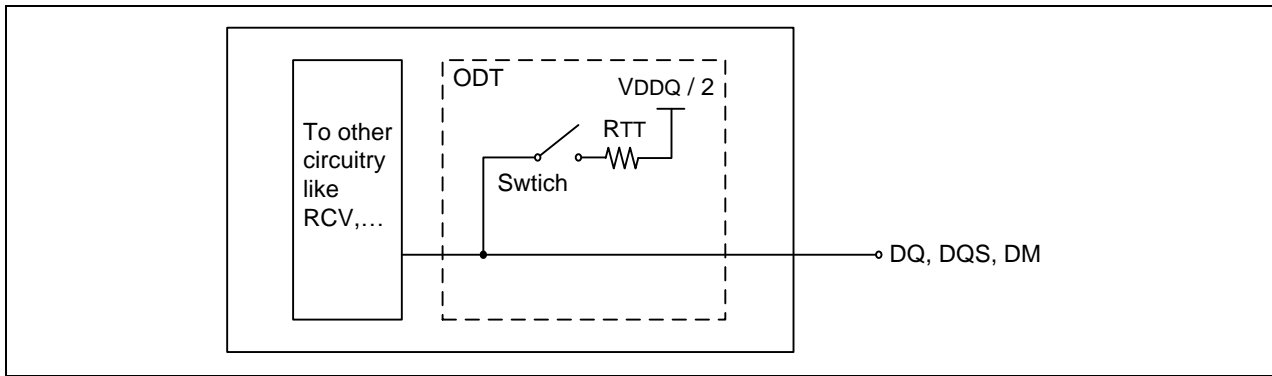 ODT
VDDQ / 2
RTT
Swtich
To other
circuitry
like
RCV,…
DQ, DQS, DM